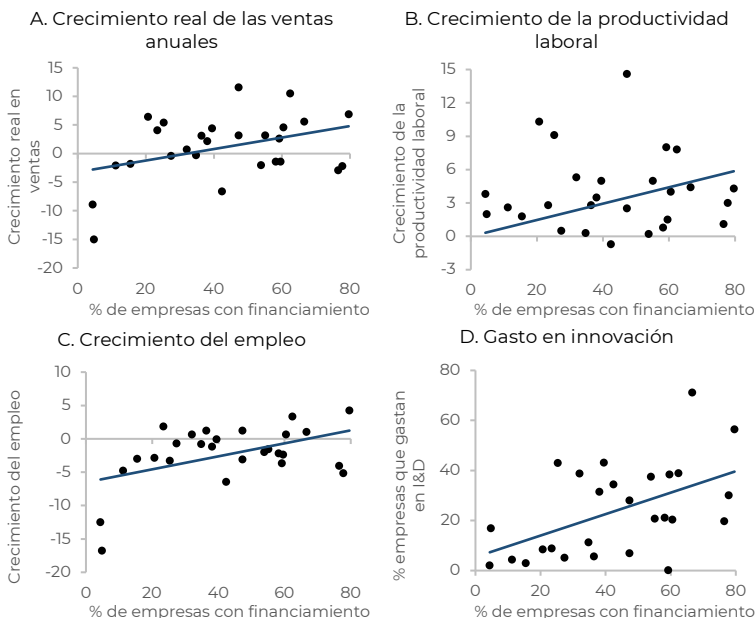 A. Crecimiento real de las ventas
anuales
Crecimiento real en
ventas
15
10
5
0
-5
-10
-15
-20
0 20 40 60 80
% de empresas con financiamiento
B. Crecimiento de la productividad
laboral
Crecimiento de la
productividad laboral
15
12
9
6
3
0
-3
0 20 40 60 80
% de empresas con financiamiento
C. Crecimiento del empleo
Crecimiento del empleo
10
5
0
-5
-10
-15
-20
0 20 40 60 80
% de empresas con financiamiento
D. Gasto en innovación
% empresas que gastan
en I&D
80
60
40
20
0
0 20 40 60 80
% de empresas con financiamiento